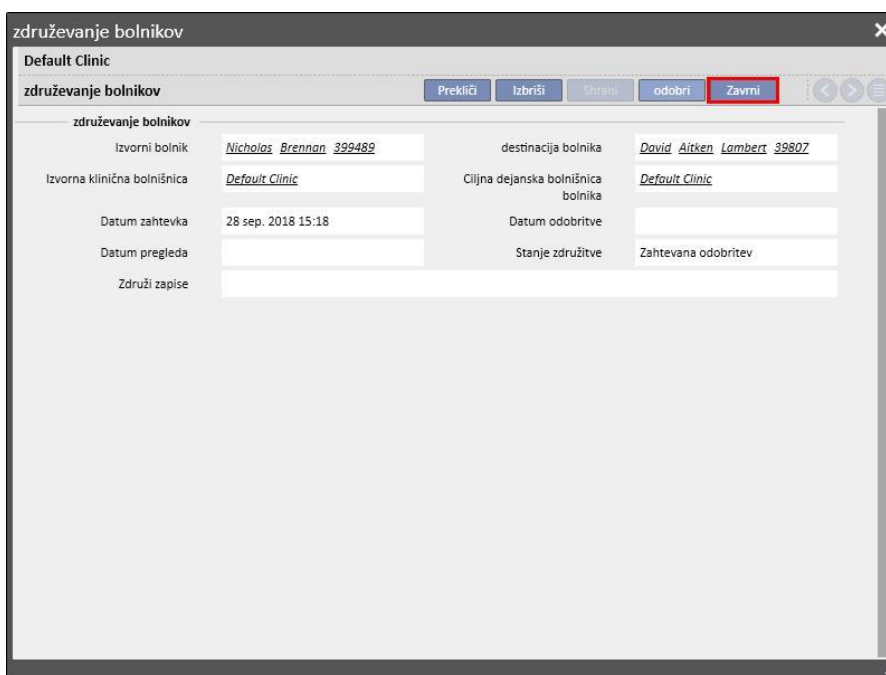 združevanje bolnikov
Default Clinic
združevanje bolnikov Prekliči Izbriši Shrani odobri Zavrni
združevanje bolnikov
Izvorni bolnik Nicholas Brennan 399489 destinacija bolnika David Aitken Lambert 39807
Izvorna klinična bolnišnica Default Clinic Ciljna dejanska bolnišnica
bolnika Default Clinic
Datum zahtevka 28 sep. 2018 15:18 Datum odobritve
Datum pregleda Stanje združitve Zahtevana odobritev
Združi zapise